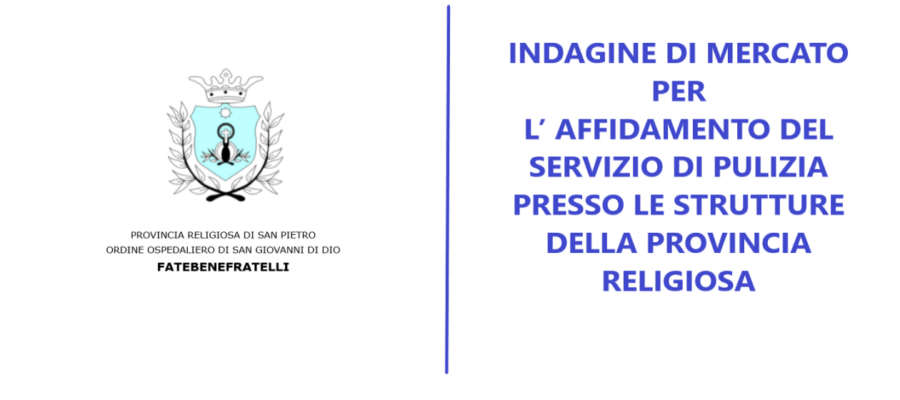 PROVINCIA RELIGIOSA DI SAN PIETRO
ORDINE OSPEDALIERO DI SAN GIOVANNI DI DIO
FATEBENEFRATELLI
INDAGINE DI MERCATO
PER
L’ AFFIDAMENTO DEL
SERVIZIO DI PULIZIA
PRESSO LE STRUTTURE
DELLA PROVINCIA
RELIGIOSA